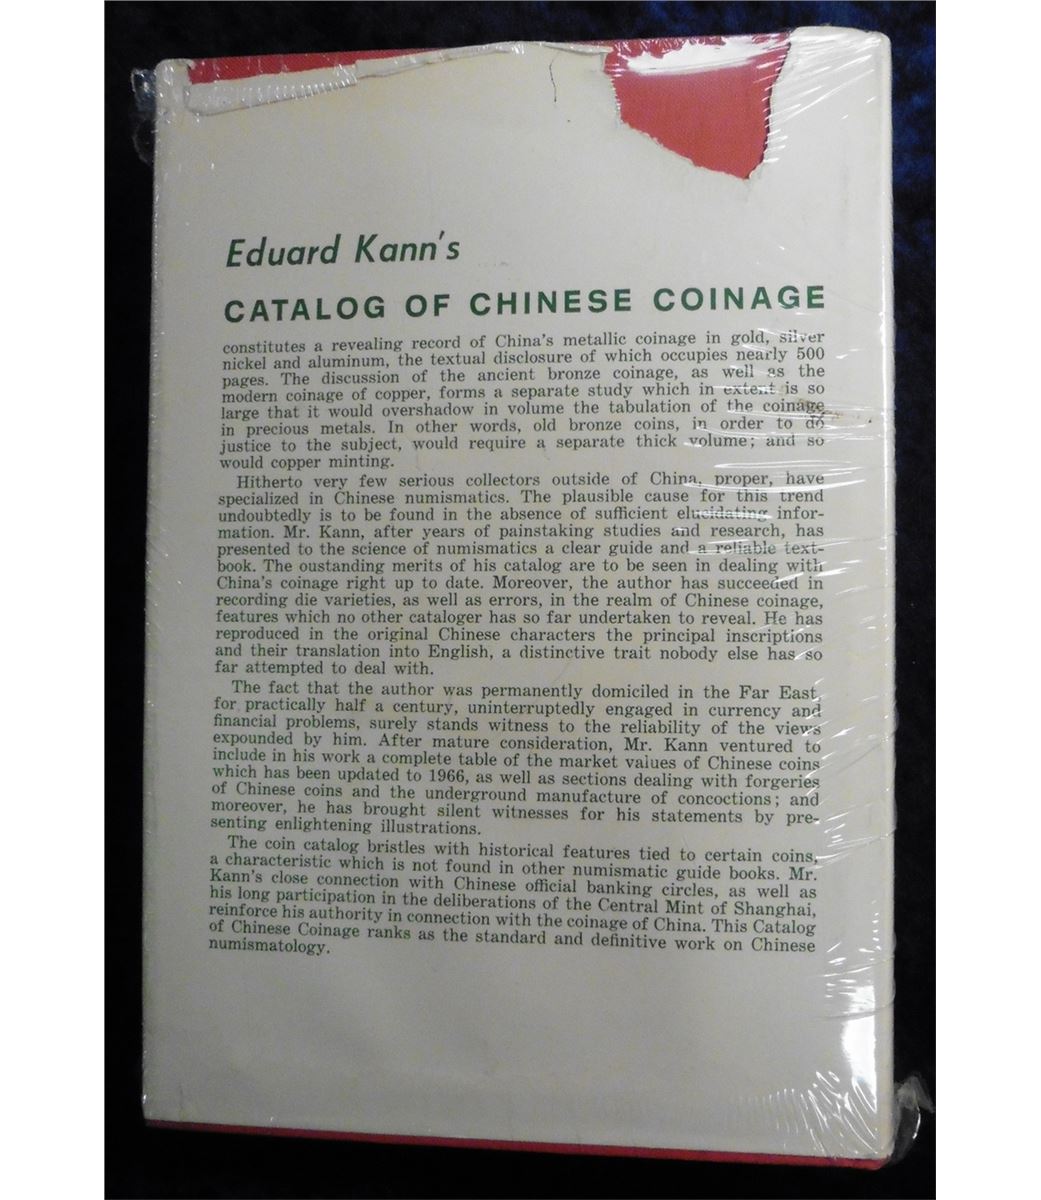 Eduard Kann's
CATALOG OF CHINESE COINAGE
constitutes a revealing record of China's metallic coinage in gold, silver
nickel and aluminum, the textual disclosure of which occupies nearly 500
pages. The discussion of the ancient bronze coinage, as well as the
modern coinage of copper, forms a separate study which in extent is so
large that it would overshadow in volume the tabulation of the coinage
in precious metals. In other words, old bronze coins, in order to do
justice to the subject, would require a separate thick volume; and so
would copper minting.
Hitherto very few serious collectors outside of China, proper, have
specialized in Chinese numismatics. The plausible cause for this trend
undoubtedly is to be found in the absence of sufficient elucidating infor-
mation. Mr. Kann, after years of painstaking studies and research, has
presented to the science of numismatics a clear guide and a reliable text-
book. The oustanding merits of his catalog are to be seen in dealing with
China's coinage right up to date. Moreover, the author has succeeded in
recording die varieties, as well as errors, in the realm of Chinese coinage,
features which no other cataloger has so far undertaken to reveal. He has
reproduced in the original Chinese characters the principal inscriptions
and their translation into English, a distinctive trait nobody else has so
far attempted to deal with.
The fact that the author was permanently domiciled in the Far East,
for practically half a century, uninterruptedly engaged in currency and
financial problems, surely stands witness to the reliability of the views
expounded by him. After mature consideration, Mr. Kann ventured to
include in his work a complete table of the market values of Chinese coins
which has been updated to 1966, as well as sections dealing with forgeries
of Chinese coins and the underground manufacture of concoctions; and
moreover, he has brought silent witnesses for his statements by pre-
senting enlightening illustrations.
The coin catalog bristles with historical features tied to certain coins,
a characteristic which is not found in other numismatic guide books. Mr.
Kann's close connection with Chinese official banking circles, as well as
his long participation in the deliberations of the Central Mint of Shanghai,
reinforce his authority in connection with the coinage of China. This Catalog
of Chinese Coinage ranks as the standard and definitive work on Chinese
numismatology.